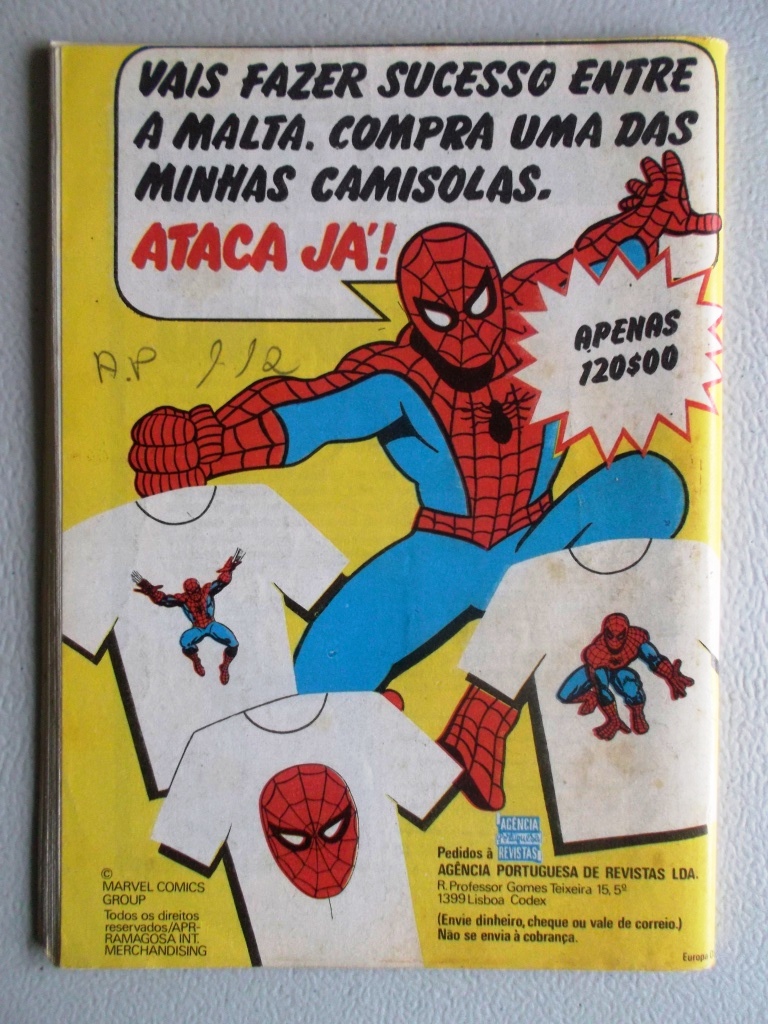 VAIS FAZER SUCESSO ENTRE
A MALTA. COMPRA UMA DAS
MINHAS CAMISOLAS.
ATACA JÁ!
APENAS
120$00
A.P
AGÊNCIA
PORTUGUESA
REVISTAS
Pedidos à
AGÊNCIA PORTUGUESA DE REVISTAS LDA.
R. Professor Gomes Teixeira 15, 5º
1399 Lisboa Codex
(Envie dinheiro, cheque ou vale de correio.)
Não se envia à cobrança.
©
MARVEL COMICS
GROUP
Todos os direitos
reservados/APR-
RAMAGOSA INT.
MERCHANDISING
Europa